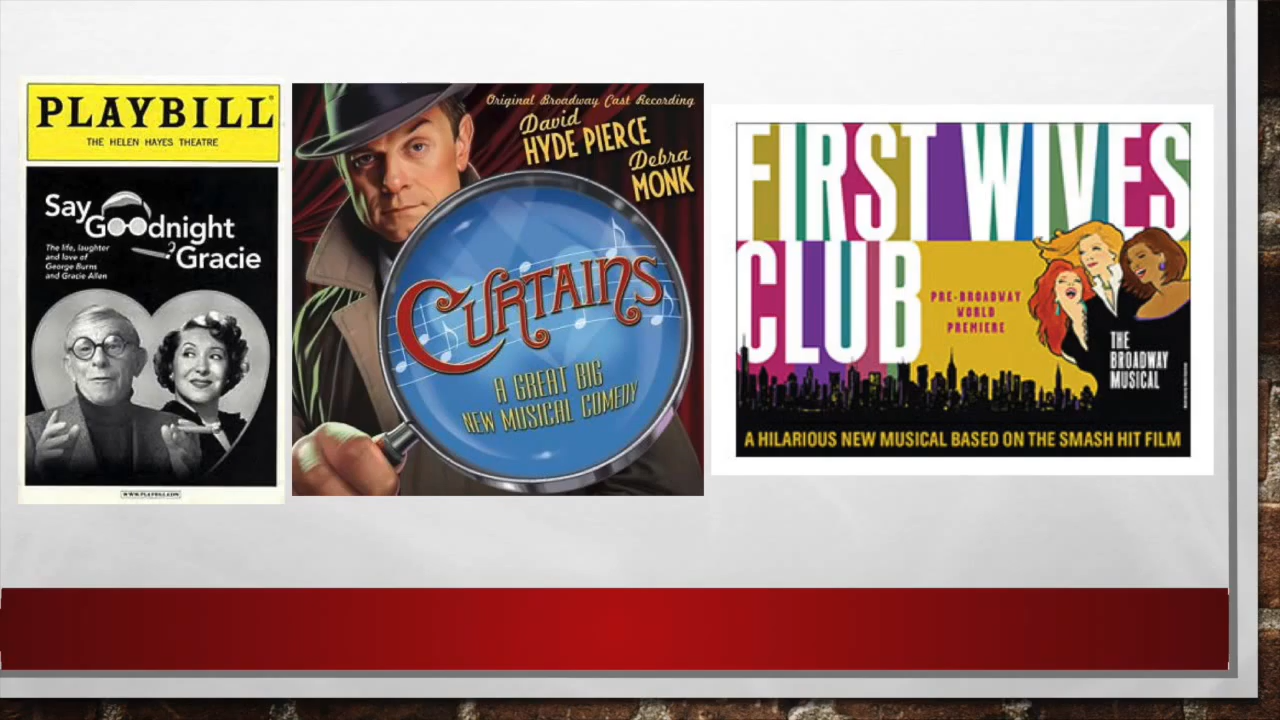 PLAYBILL®
THE HELEN HAYES THEATRE
Say
Goodnight
Gracie
The life, laughter
and love of
George Burns
and Gracie Allen
WWW.PLAYBILL.COM
Original Broadway Cast Recording
David
HYDE PIERCE
Debra
MONK
CURTAINS
A GREAT BIG
NEW MUSICAL COMEDY
FIRST WIVES
CLUB
PRE-BROADWAY
WORLD
PREMIERE
THE
BROADWAY
MUSICAL
A HILARIOUS NEW MUSICAL BASED ON THE SMASH HIT FILM